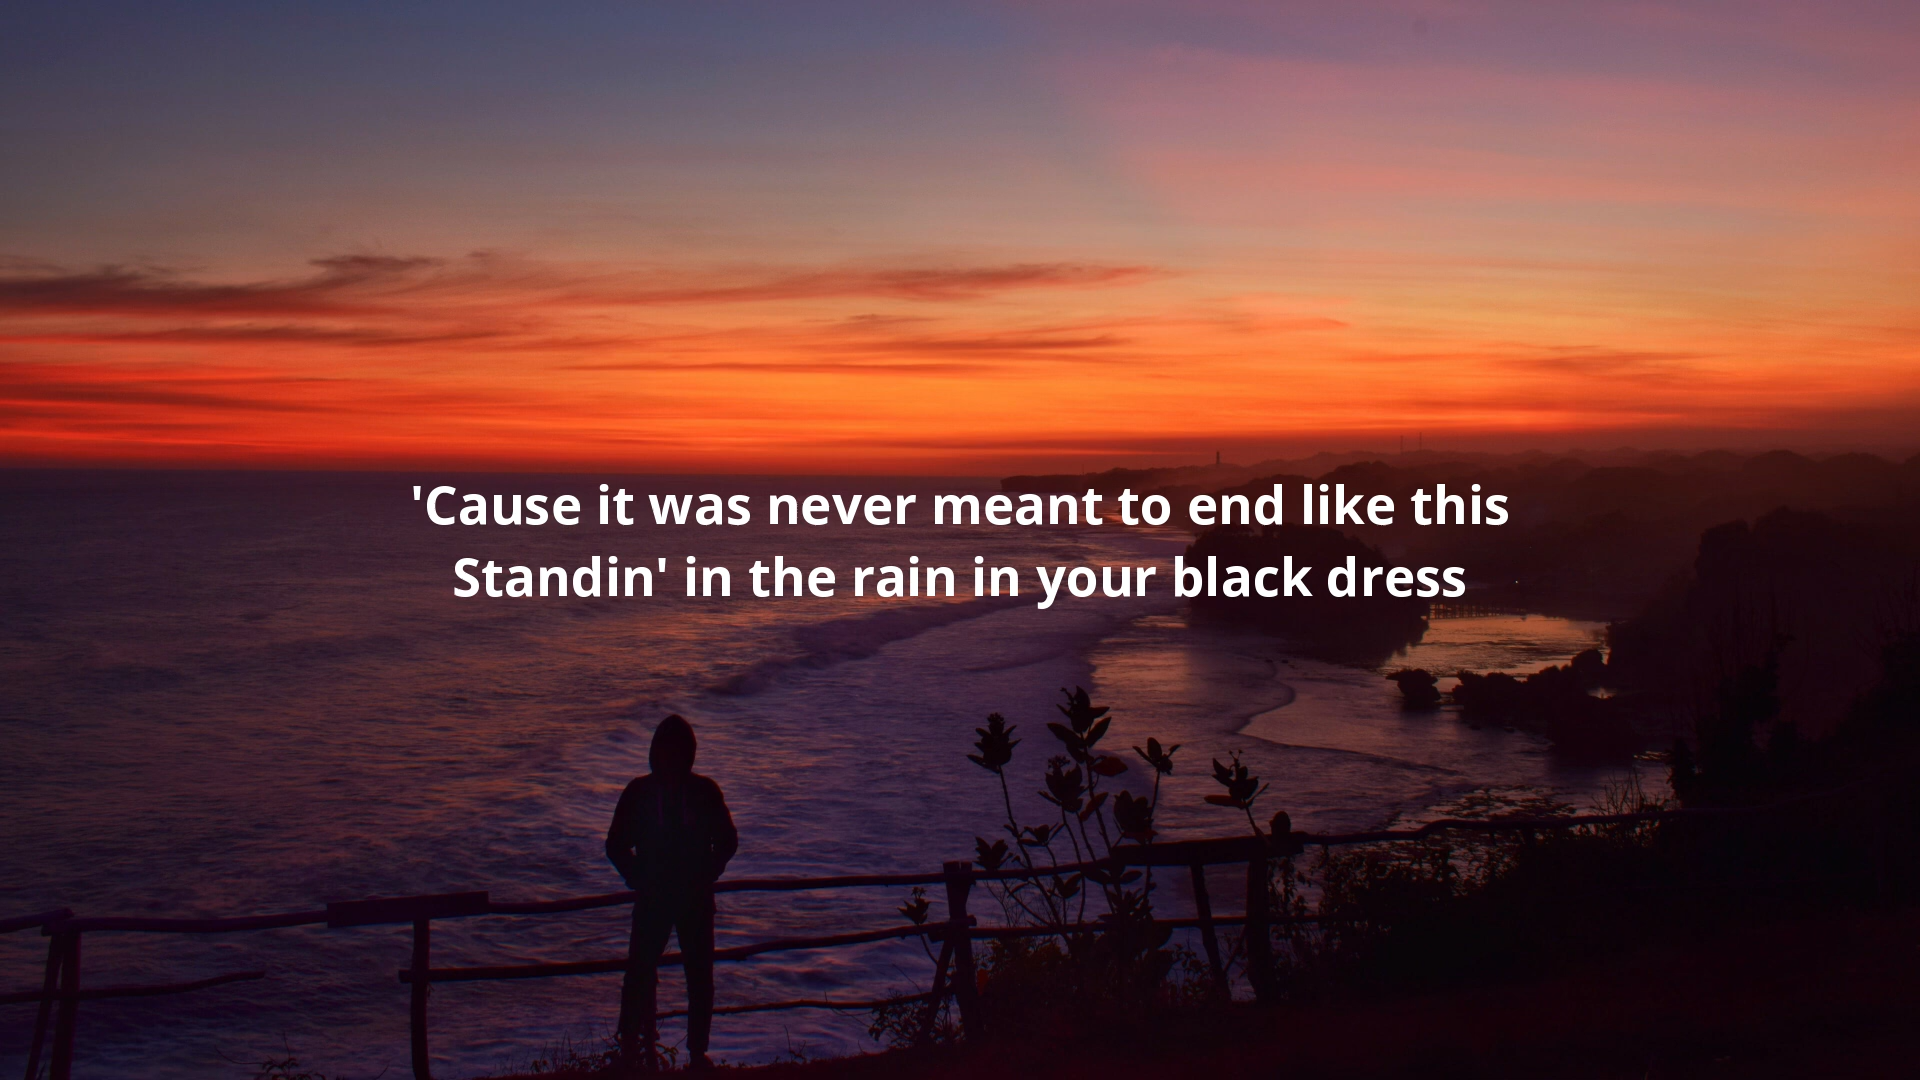 'Cause it was never meant to end like this
Standin' in the rain in your black dress